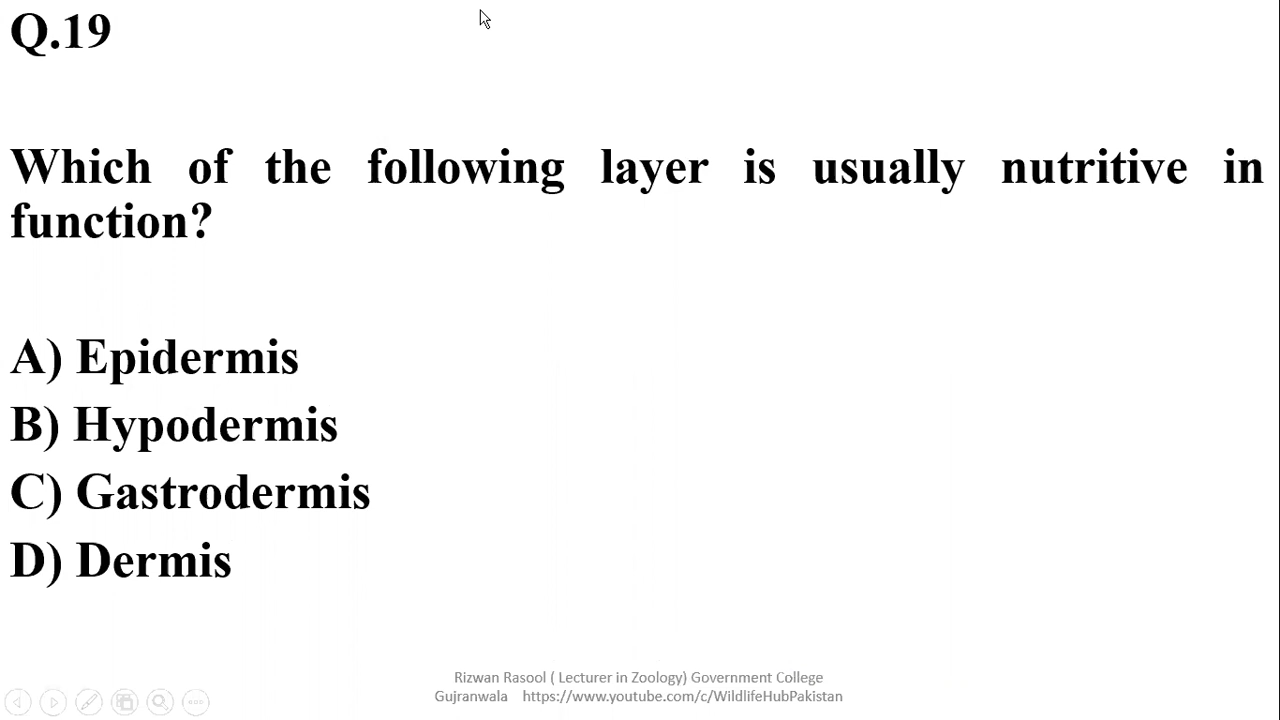 Q.19
Which of the following layer is usually nutritive in
function?
A) Epidermis
B) Hypodermis
C) Gastrodermis
D) Dermis
Rizwan Rasool ( Lecturer in Zoology) Government College
Gujranwala https://www.youtube.com/c/WildlifeHubPakistan